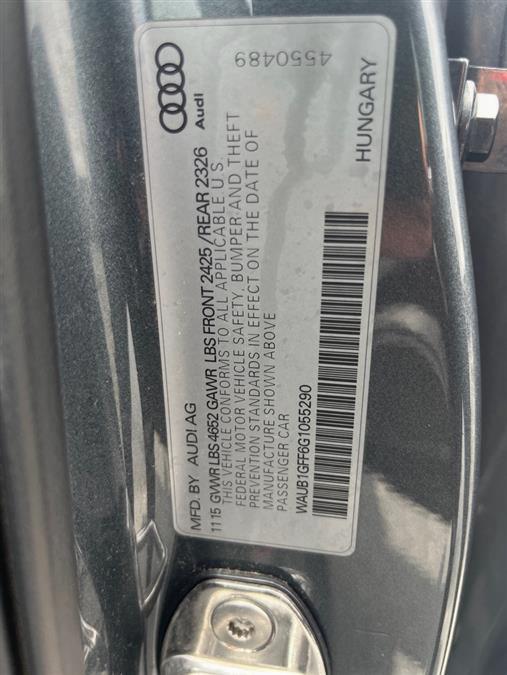 MFD. BY AUDI AG
Audi
4550489
11 15 GVWR LBS 4652 GAWR LBS FRONT 2425 / REAR 2326
THIS VEHICLE CONFORMS TO ALL APPLICABLE U S.
FEDERAL MOTOR VEHICLE SAFETY, BUMPER AND THEFT
PREVENTION STANDARDS IN EFFECT ON THE DATE OF
MANUFACTURE SHOWN ABOVE
PASSENGER CAR
HUNGARY
WAUB1GFF6G1055290